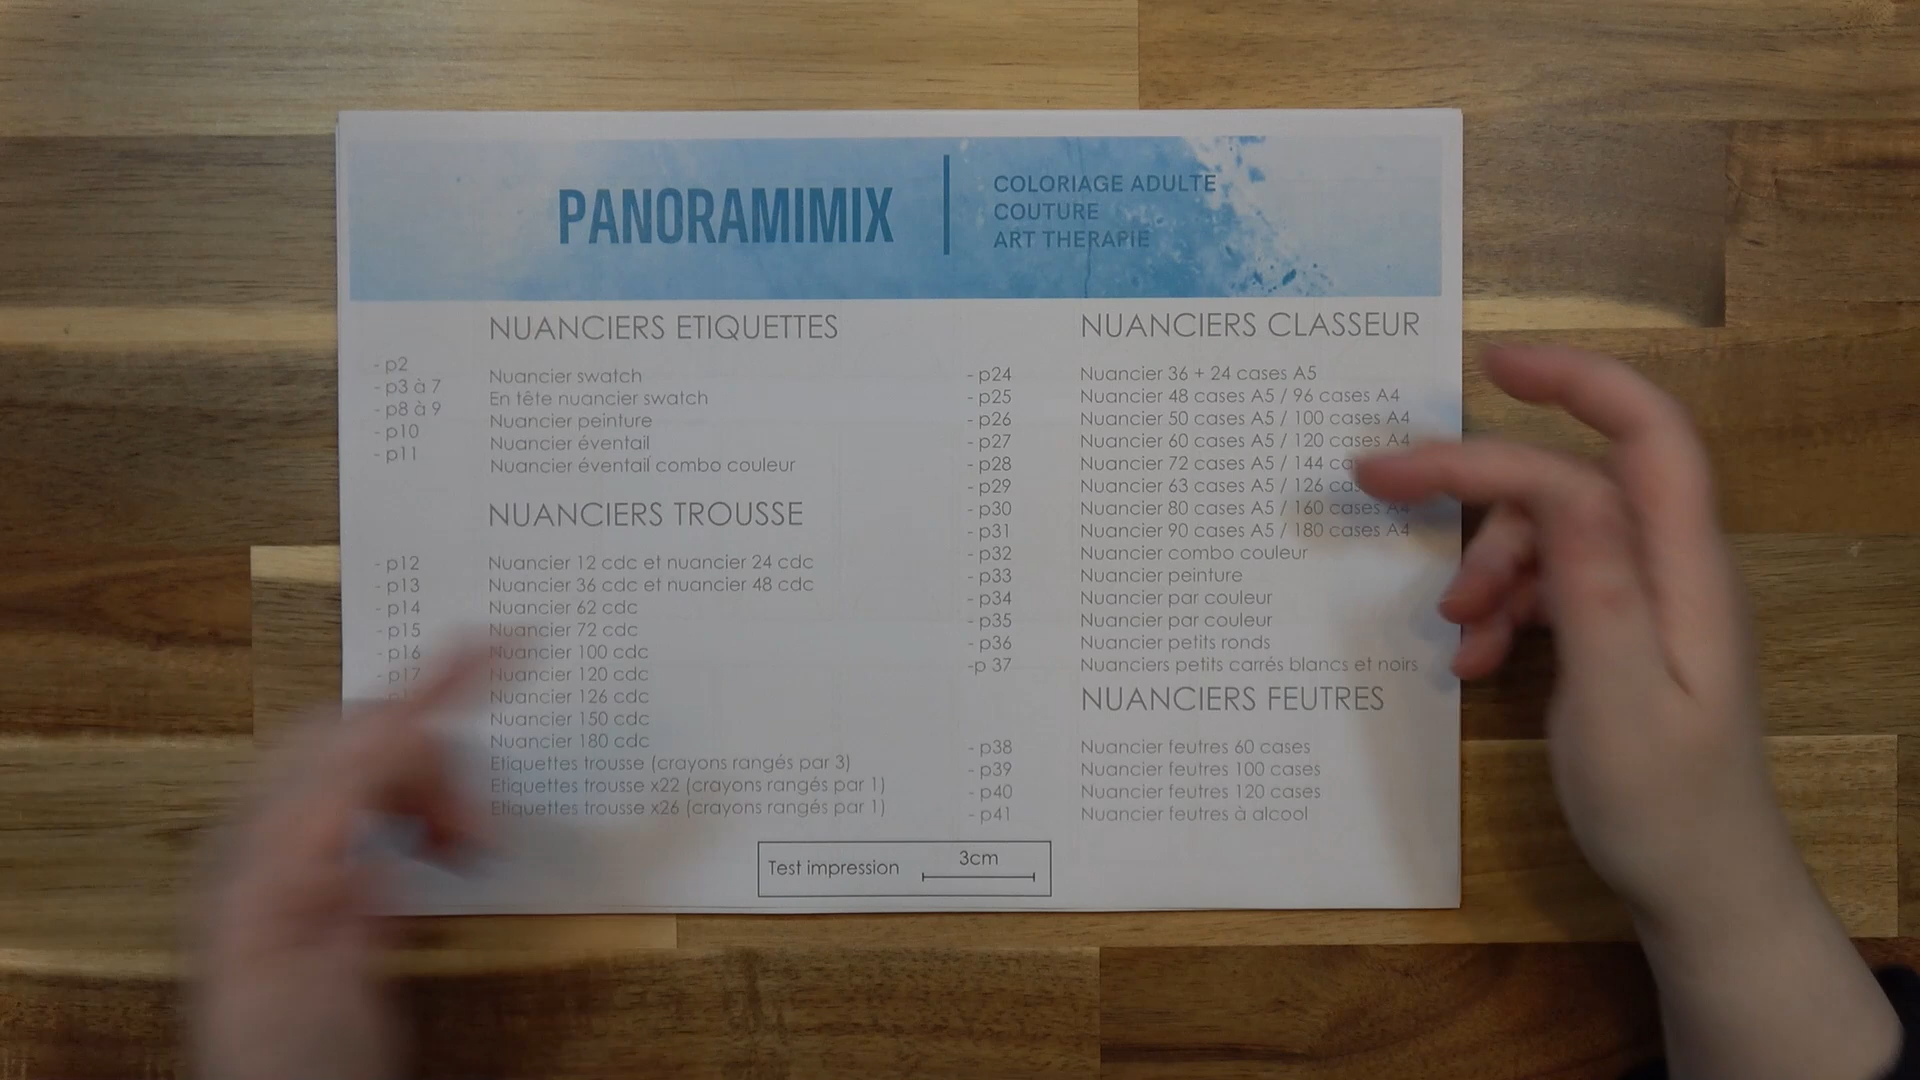 PANORAMIMIX
COLORIAGE ADULTE
COUTURE
ART THERAPIE
NUANCIERS ETIQUETTES
- p2
- p3 à 7
- p8 à 9
- p10
- p11
Nuancier swatch
En tête nuancier swatch
Nuancier peinture
Nuancier éventail
Nuancier éventail combo couleur
NUANCIERS TROUSSE
- p12 Nuancier 12 cdc et nuancier 24 cdc
- p13 Nuancier 36 cdc et nuancier 48 cdc
- p14 Nuancier 62 cdc
- p15 Nuancier 72 cdc
- p16 Nuancier 100 cdc
- p17 Nuancier 120 cdc
Nuancier 126 cdc
Nuancier 150 cdc
Nuancier 180 cdc
Etiquettes trousse (crayons rangés par 3)
Etiquettes trousse x22 (crayons rangés par 1)
Etiquettes trousse x26 (crayons rangés par 1)
NUANCIERS CLASSEUR
- p24 Nuancier 36 + 24 cases A5
- p25 Nuancier 48 cases A5 / 96 cases A4
- p26 Nuancier 50 cases A5 / 100 cases A4
- p27 Nuancier 60 cases A5 / 120 cases A4
- p28 Nuancier 72 cases A5 / 144
- p29 Nuancier 63 cases A5 / 126
- p30 Nuancier 80 cases A5 / 160 cases A4
- p31 Nuancier 90 cases A5 / 180 cases A4
- p32 Nuancier combo couleur
- p33 Nuancier peinture
- p34 Nuancier par couleur
- p35 Nuancier par couleur
- p36 Nuancier petits ronds
-p 37 Nuanciers petits carrés blancs et noirs
NUANCIERS FEUTRES
- p38 Nuancier feutres 60 cases
- p39 Nuancier feutres 100 cases
- p40 Nuancier feutres 120 cases
- p41 Nuancier feutres à alcool
Test impression 3cm